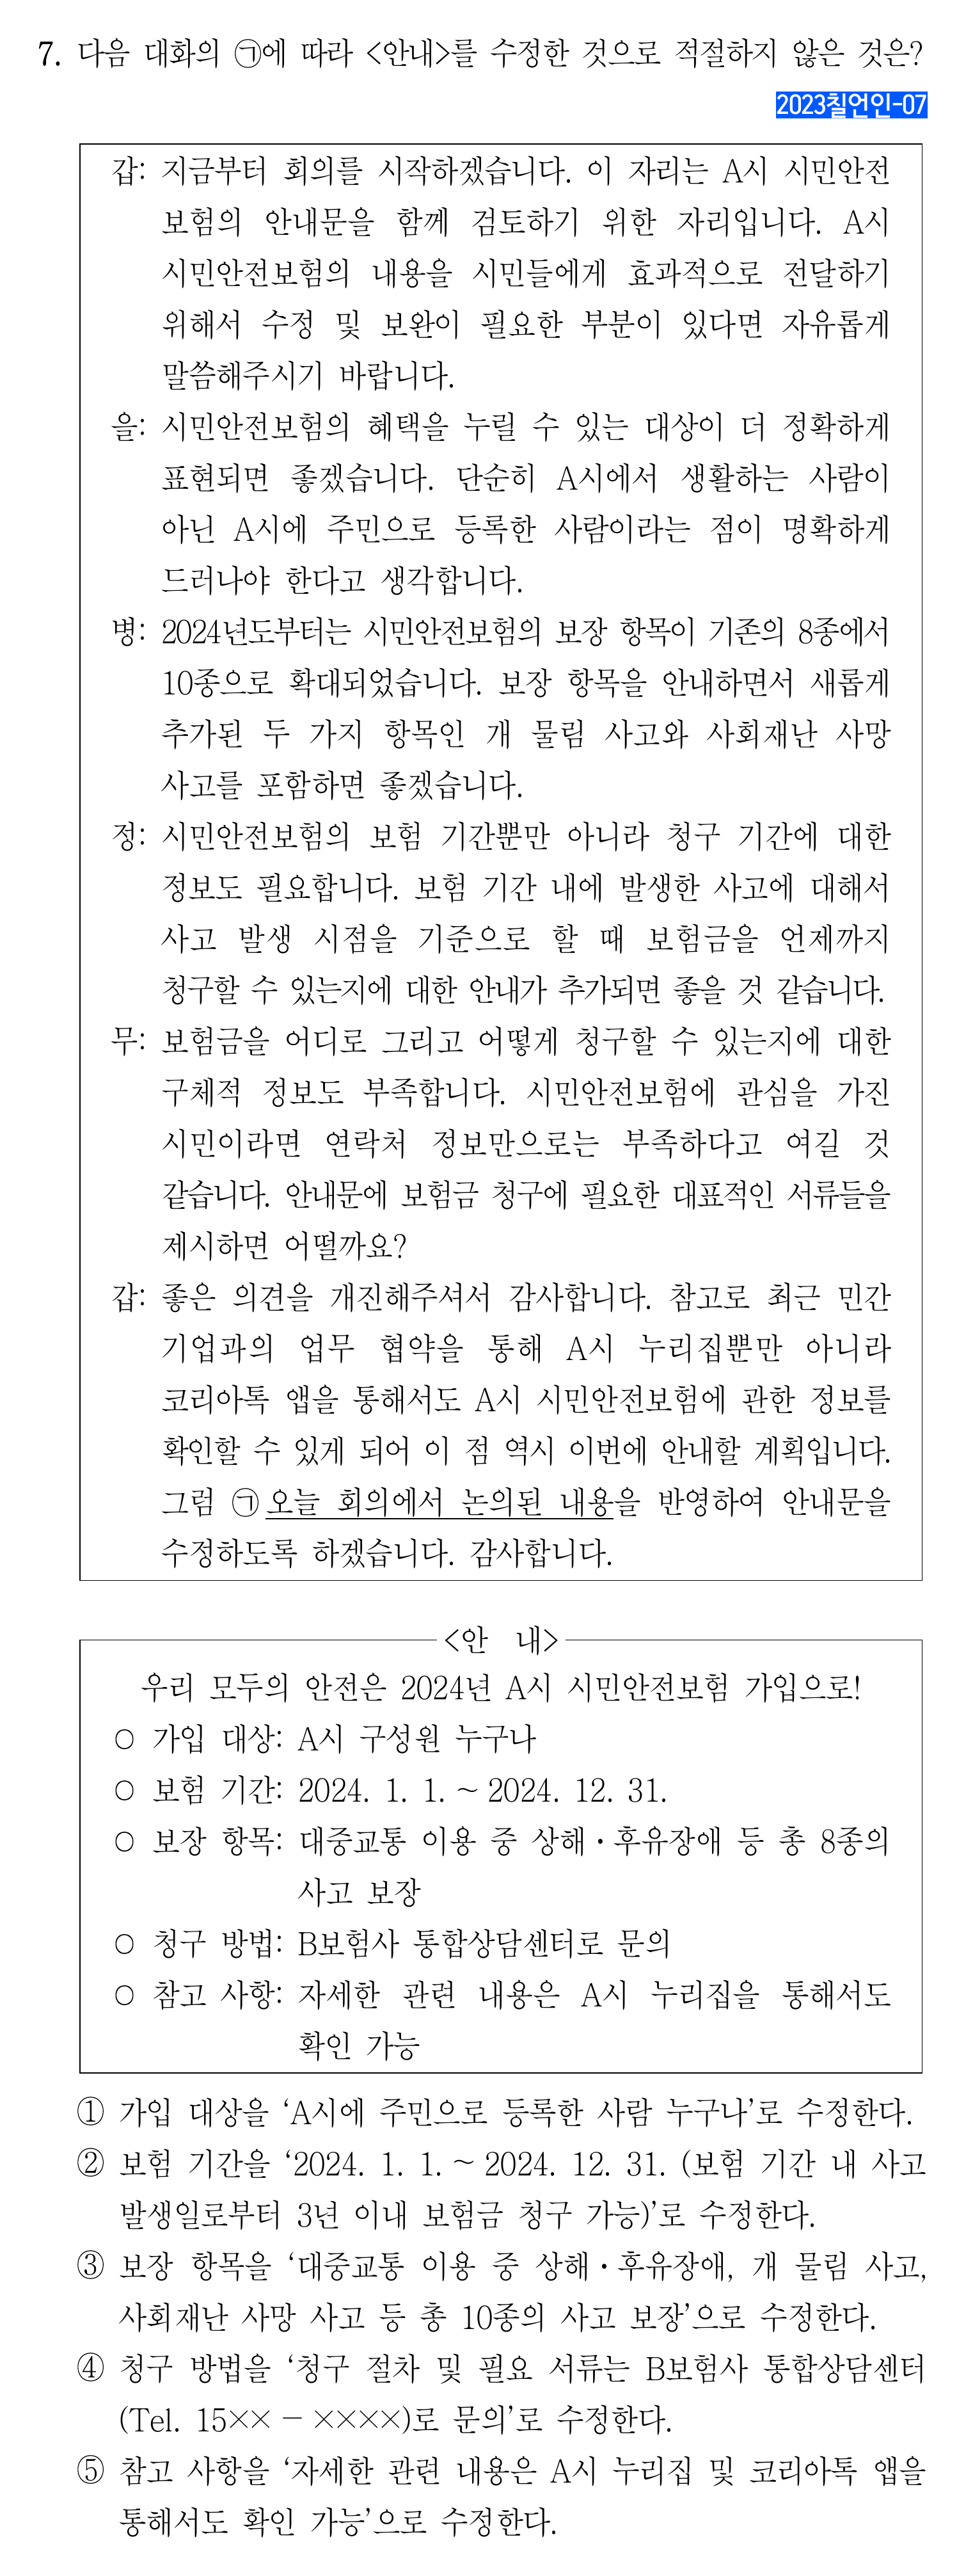 7. 다음 대화의 ㉠에 따라 <안내>를 수정한 것으로 적절하지 않은 것은?
2023칠언인-07
갑: 지금부터 회의를 시작하겠습니다. 이 자리는 A시 시민안전
보험의 안내문을 함께 검토하기 위한 자리입니다. A시
시민안전보험의 내용을 시민들에게 효과적으로 전달하기
위해서 수정 및 보완이 필요한 부분이 있다면 자유롭게
말씀해주시기 바랍니다.
을: 시민안전보험의 혜택을 누릴 수 있는 대상이 더 정확하게
표현되면 좋겠습니다. 단순히 A시에서 생활하는 사람이
아닌 A시에 주민으로 등록한 사람이라는 점이 명확하게
드러나야 한다고 생각합니다.
병: 2024년도부터는 시민안전보험의 보장 항목이 기존의 8종에서
10종으로 확대되었습니다. 보장 항목을 안내하면서 새롭게
추가된 두 가지 항목인 개 물림 사고와 사회재난 사망
사고를 포함하면 좋겠습니다.
정: 시민안전보험의 보험 기간뿐만 아니라 청구 기간에 대한
정보도 필요합니다. 보험 기간 내에 발생한 사고에 대해서
사고 발생 시점을 기준으로 할 때 보험금을 언제까지
청구할 수 있는지에 대한 안내가 추가되면 좋을 것 같습니다.
무: 보험금을 어디로 그리고 어떻게 청구할 수 있는지에 대한
구체적 정보도 부족합니다. 시민안전보험에 관심을 가진
시민이라면 연락처 정보만으로는 부족하다고 여길 것
같습니다. 안내문에 보험금 청구에 필요한 대표적인 서류들을
제시하면 어떨까요?
갑: 좋은 의견을 개진해주셔서 감사합니다. 참고로 최근 민간
기업과의 업무 협약을 통해 A시 누리집뿐만 아니라
코리아톡 앱을 통해서도 A시 시민안전보험에 관한 정보를
확인할 수 있게 되어 이 점 역시 이번에 안내할 계획입니다.
그럼 ㉠오늘 회의에서 논의된 내용을 반영하여 안내문을
수정하도록 하겠습니다. 감사합니다.
<안 내>
우리 모두의 안전은 2024년 A시 시민안전보험 가입으로!
○ 가입 대상: A시 구성원 누구나
○ 보험 기간: 2024. 1. 1. ~ 2024. 12. 31.
○ 보장 항목: 대중교통 이용 중 상해・후유장애 등 총 8종의
사고 보장
○ 청구 방법: B보험사 통합상담센터로 문의
○ 참고 사항: 자세한 관련 내용은 A시 누리집을 통해서도
확인 가능
① 가입 대상을 ‘A시에 주민으로 등록한 사람 누구나’로 수정한다.
② 보험 기간을 ‘2024. 1. 1. ~ 2024. 12. 31. (보험 기간 내 사고
발생일로부터 3년 이내 보험금 청구 가능)’로 수정한다.
③ 보장 항목을 ‘대중교통 이용 중 상해・후유장애, 개 물림 사고,
사회재난 사망 사고 등 총 10종의 사고 보장’으로 수정한다.
④ 청구 방법을 ‘청구 절차 및 필요 서류는 B보험사 통합상담센터
(Tel. 15×× - ××××)로 문의’로 수정한다.
⑤ 참고 사항을 ‘자세한 관련 내용은 A시 누리집 및 코리아톡 앱을
통해서도 확인 가능’으로 수정한다.